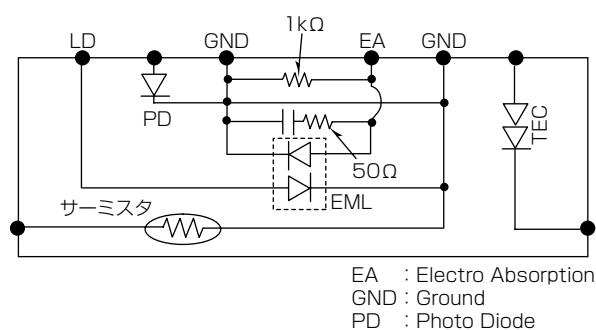 1kΩ
LD GND EA GND
PD
TEC
50Ω
EML
サーミスタ
EA : Electro Absorption
GND : Ground
PD : Photo Diode